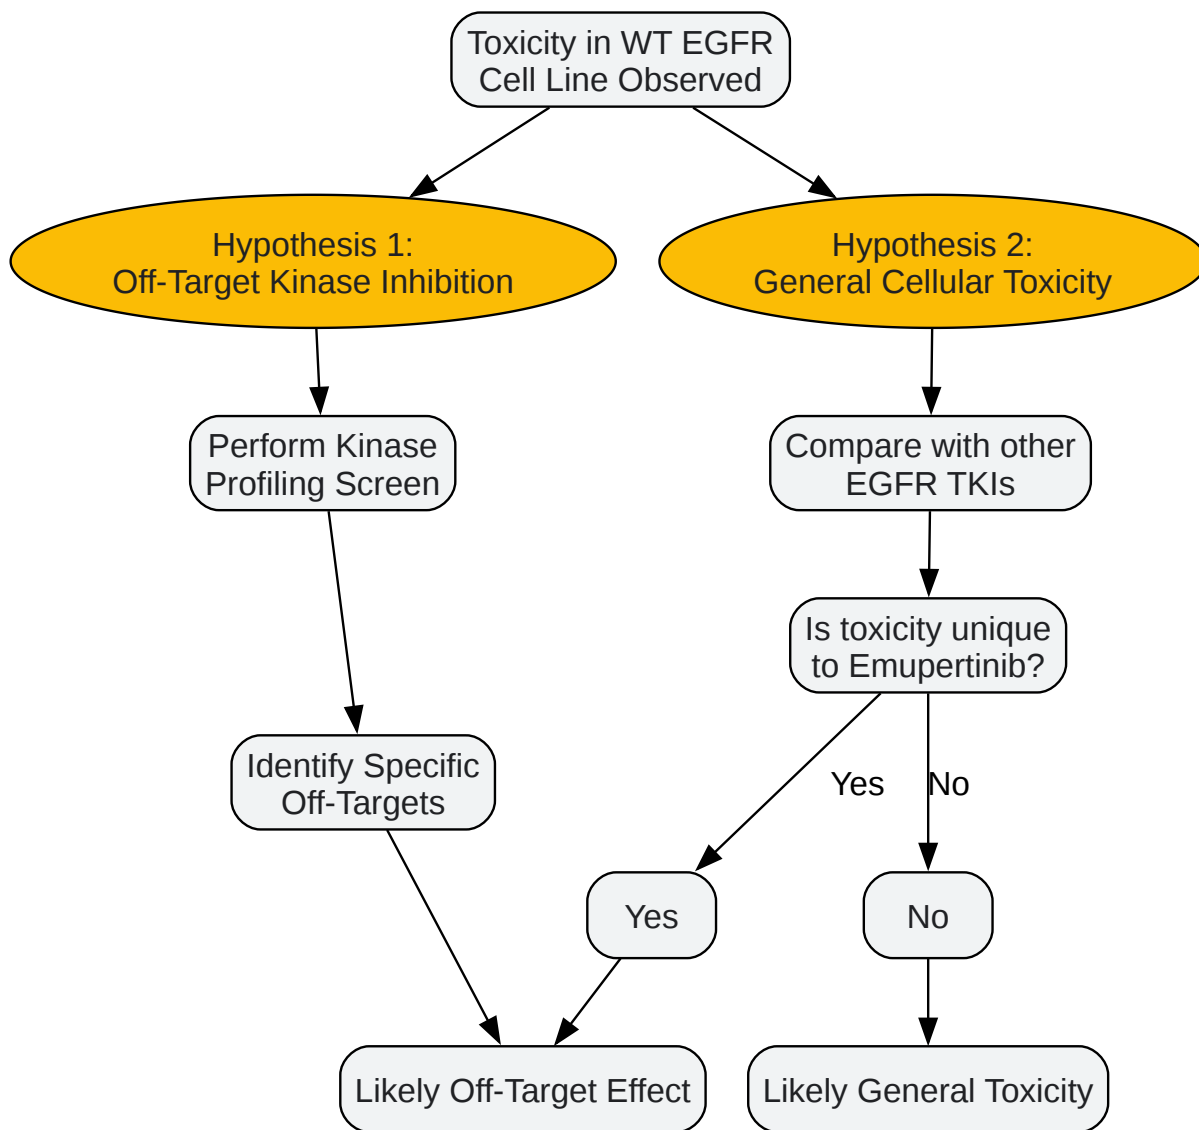 Toxicity in WT EGFR
Cell Line Observed
Hypothesis 1:
Off-Target Kinase Inhibition
Hypothesis 2:
General Cellular Toxicity
Perform Kinase
Profiling Screen
Compare with other
EGFR TKIs
Is toxicity unique
to Emupertinib?
Identify Specific
Off-Targets
Yes
No
Yes
No
Likely Off-Target Effect
Likely General Toxicity